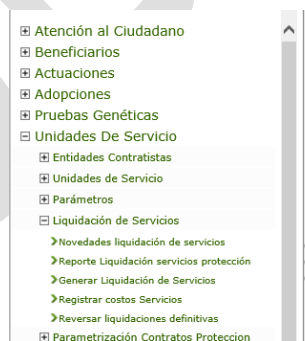 Atención al Ciudadano
Beneficiarios
Actuaciones
Adopciones
Pruebas Genéticas
Unidades De Servicio
Entidades Contratistas
Unidades de Servicio
Parámetros
Liquidación de Servicios
Novedades liquidación de servicios
Reporte Liquidación servicios protección
Generar Liquidación de Servicios
Registrar costos Servicios
Reversar liquidaciones definitivas
Parametrización Contratos Proteccion